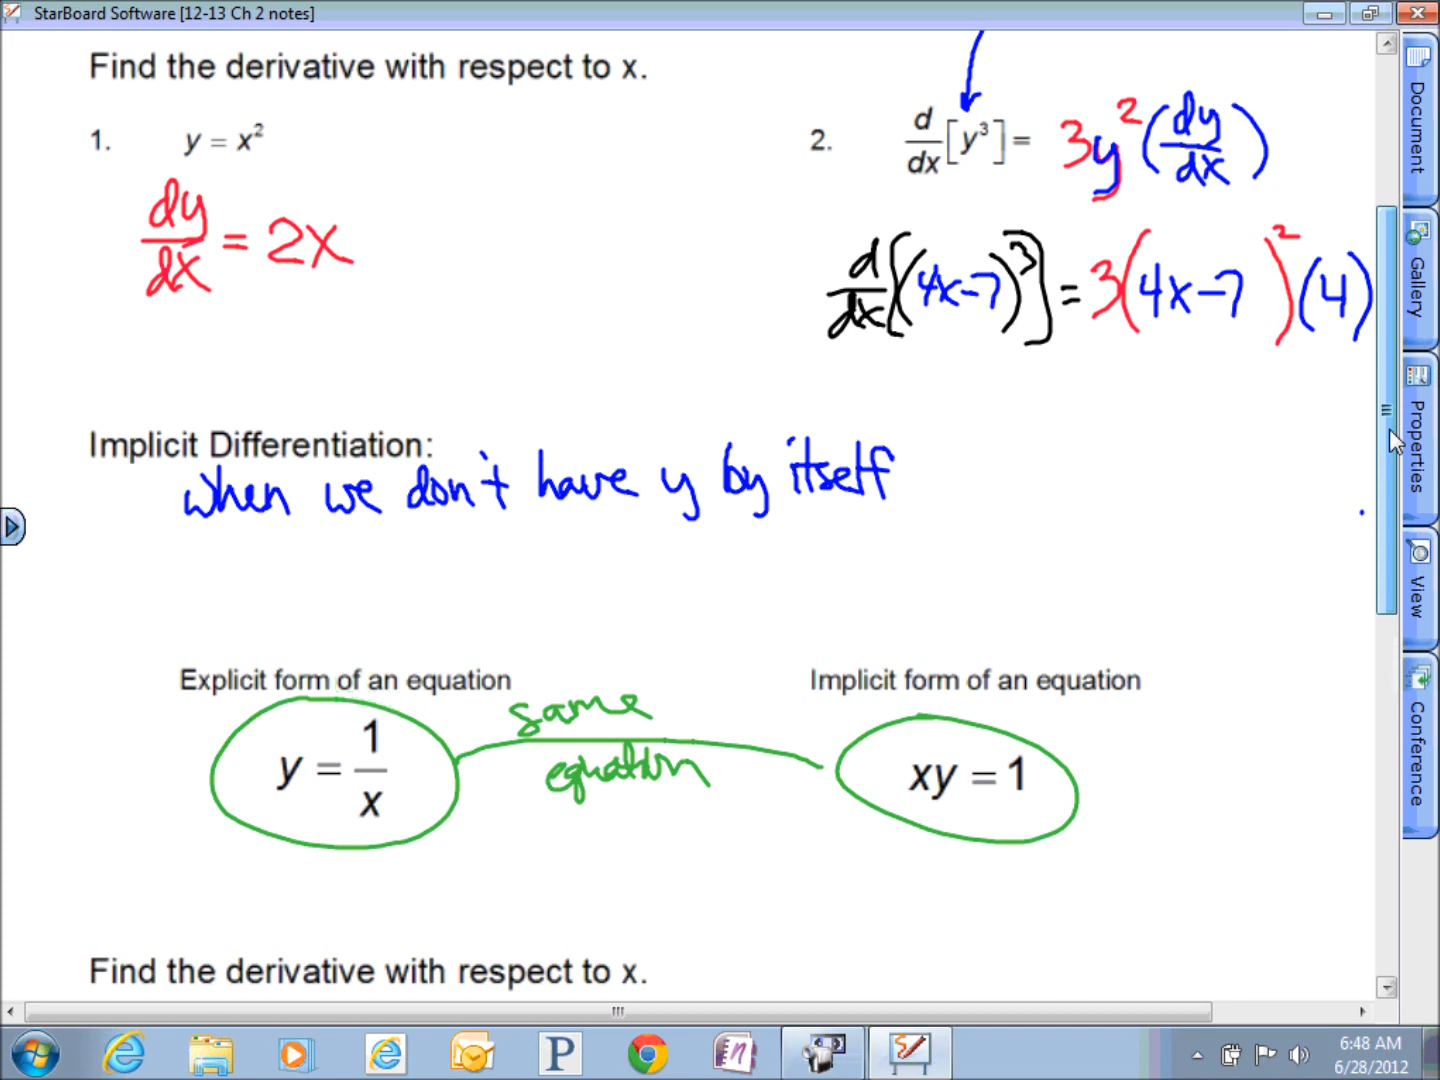 StarBoard Software [12-13 Ch 2 notes]
Find the derivative with respect to x.
1. y = x²
dy/dx = 2x
2. d/dx [y³] = 3y² (dy/dx)
d/dx [(4x-7)³] = 3(4x-7)² (4)
Implicit Differentiation:
when we don't have y by itself
Explicit form of an equation
Implicit form of an equation
same
equation
y = 1/x
xy = 1
Find the derivative with respect to x.
Document
Gallery
Properties
View
Conference
6:48 AM
6/28/2012